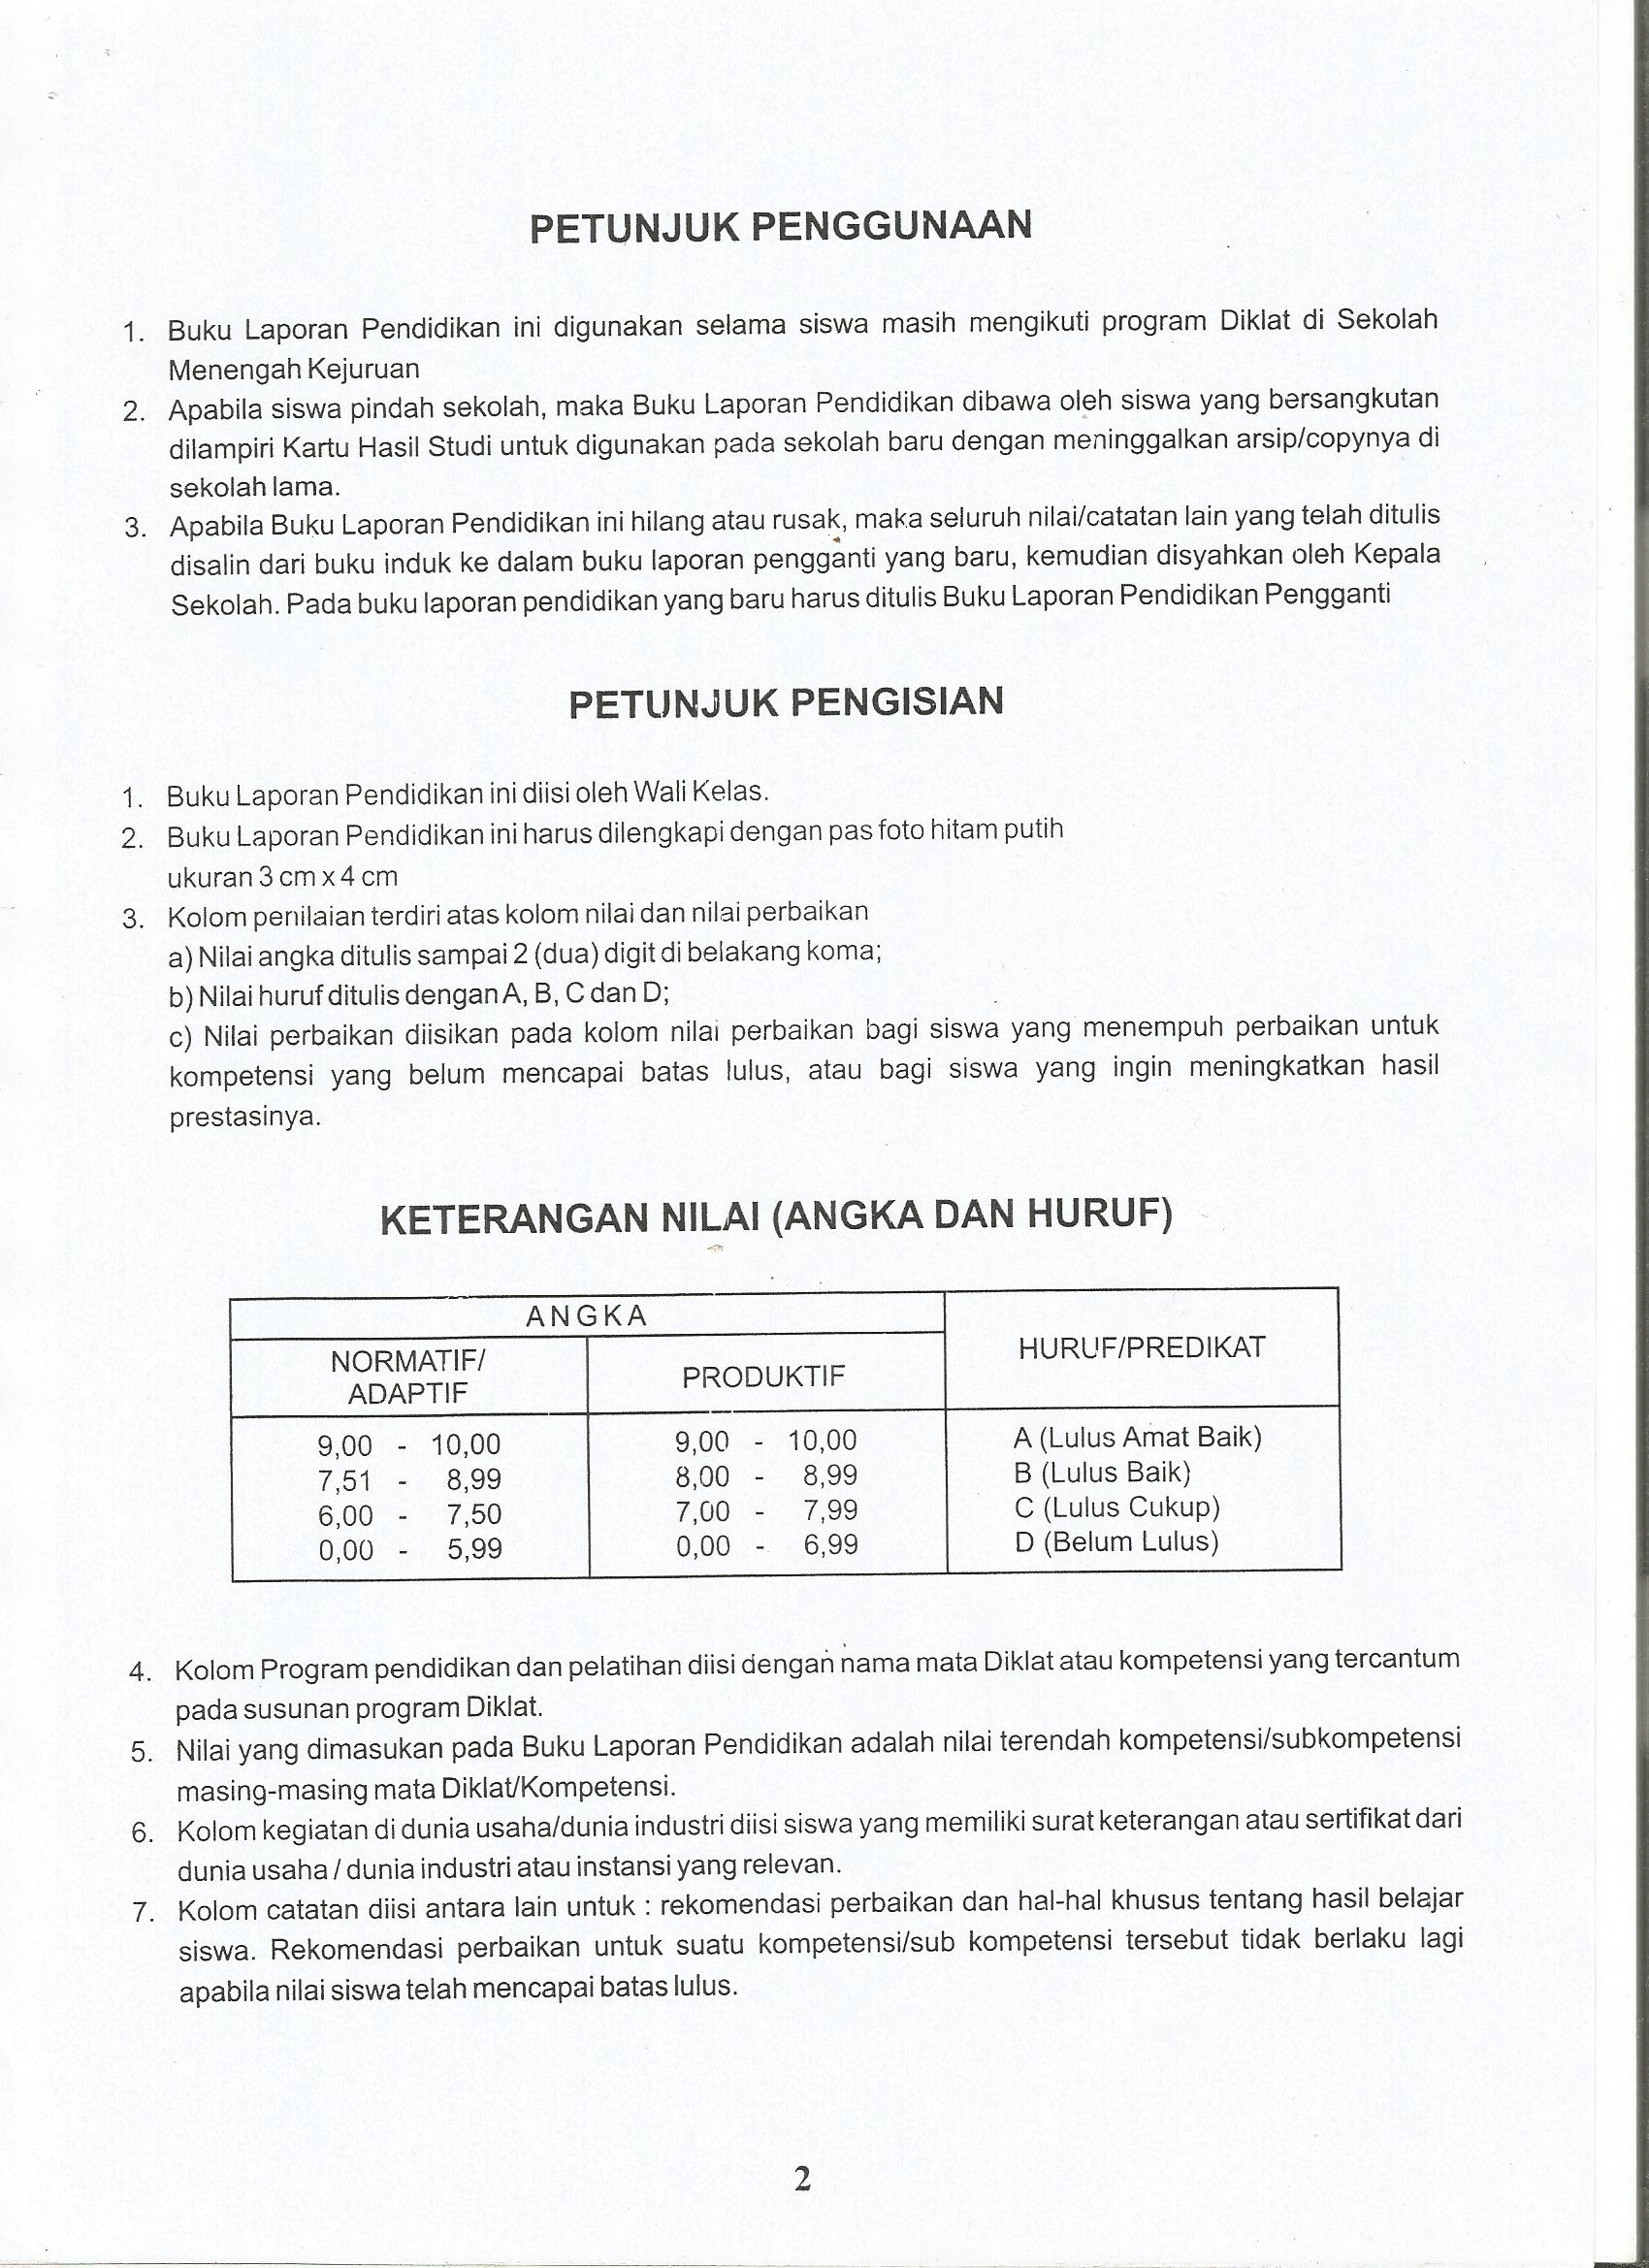 PETUNJUK PENGGUNAAN
1. Buku Laporan Pendidikan ini digunakan selama siswa masih mengikuti program Diklat di Sekolah
Menengah Kejuruan
2. Apabila siswa pindah sekolah, maka Buku Laporan Pendidikan dibawa oleh siswa yang bersangkutan
dilampiri Kartu Hasil Studi untuk digunakan pada sekolah baru dengan meninggalkan arsip/copynya di
sekolah lama.
3. Apabila Buku Laporan Pendidikan ini hilang atau rusak, maka seluruh nilai/catatan lain yang telah ditulis
disalin dari buku induk ke dalam buku laporan pengganti yang baru, kemudian disyahkan oleh Kepala
Sekolah. Pada buku laporan pendidikan yang baru harus ditulis Buku Laporan Pendidikan Pengganti
PETUNJUK PENGISIAN
1. Buku Laporan Pendidikan ini diisi oleh Wali Kelas.
2. Buku Laporan Pendidikan ini harus dilengkapi dengan pas foto hitam putih
ukuran 3 cm x 4 cm
3. Kolom penilaian terdiri atas kolom nilai dan nilai perbaikan
a) Nilai angka ditulis sampai 2 (dua) digit di belakang koma;
b) Nilai huruf ditulis dengan A, B, C dan D;
c) Nilai perbaikan diisikan pada kolom nilai perbaikan bagi siswa yang menempuh perbaikan untuk
kompetensi yang belum mencapai batas lulus, atau bagi siswa yang ingin meningkatkan hasil
prestasinya.
KETERANGAN NILAI (ANGKA DAN HURUF)
ANGKA
HURUF/PREDIKAT
NORMATIF/
ADAPTIF
PRODUKTIF
9,00 - 10,00 9,00 - 10,00 A (Lulus Amat Baik)
7,51 - 8,99 8,00 - 8,99 B (Lulus Baik)
6,00 - 7,50 7,00 - 7,99 C (Lulus Cukup)
0,00 - 5,99 0,00 - 6,99 D (Belum Lulus)
4. Kolom Program pendidikan dan pelatihan diisi dengan nama mata Diklat atau kompetensi yang tercantum
pada susunan program Diklat.
5. Nilai yang dimasukan pada Buku Laporan Pendidikan adalah nilai terendah kompetensi/subkompetensi
masing-masing mata Diklat/Kompetensi.
6. Kolom kegiatan di dunia usaha/dunia industri diisi siswa yang memiliki surat keterangan atau sertifikat dari
dunia usaha / dunia industri atau instansi yang relevan.
7. Kolom catatan diisi antara lain untuk : rekomendasi perbaikan dan hal-hal khusus tentang hasil belajar
siswa. Rekomendasi perbaikan untuk suatu kompetensi/sub kompetensi tersebut tidak berlaku lagi
apabila nilai siswa telah mencapai batas lulus.
2